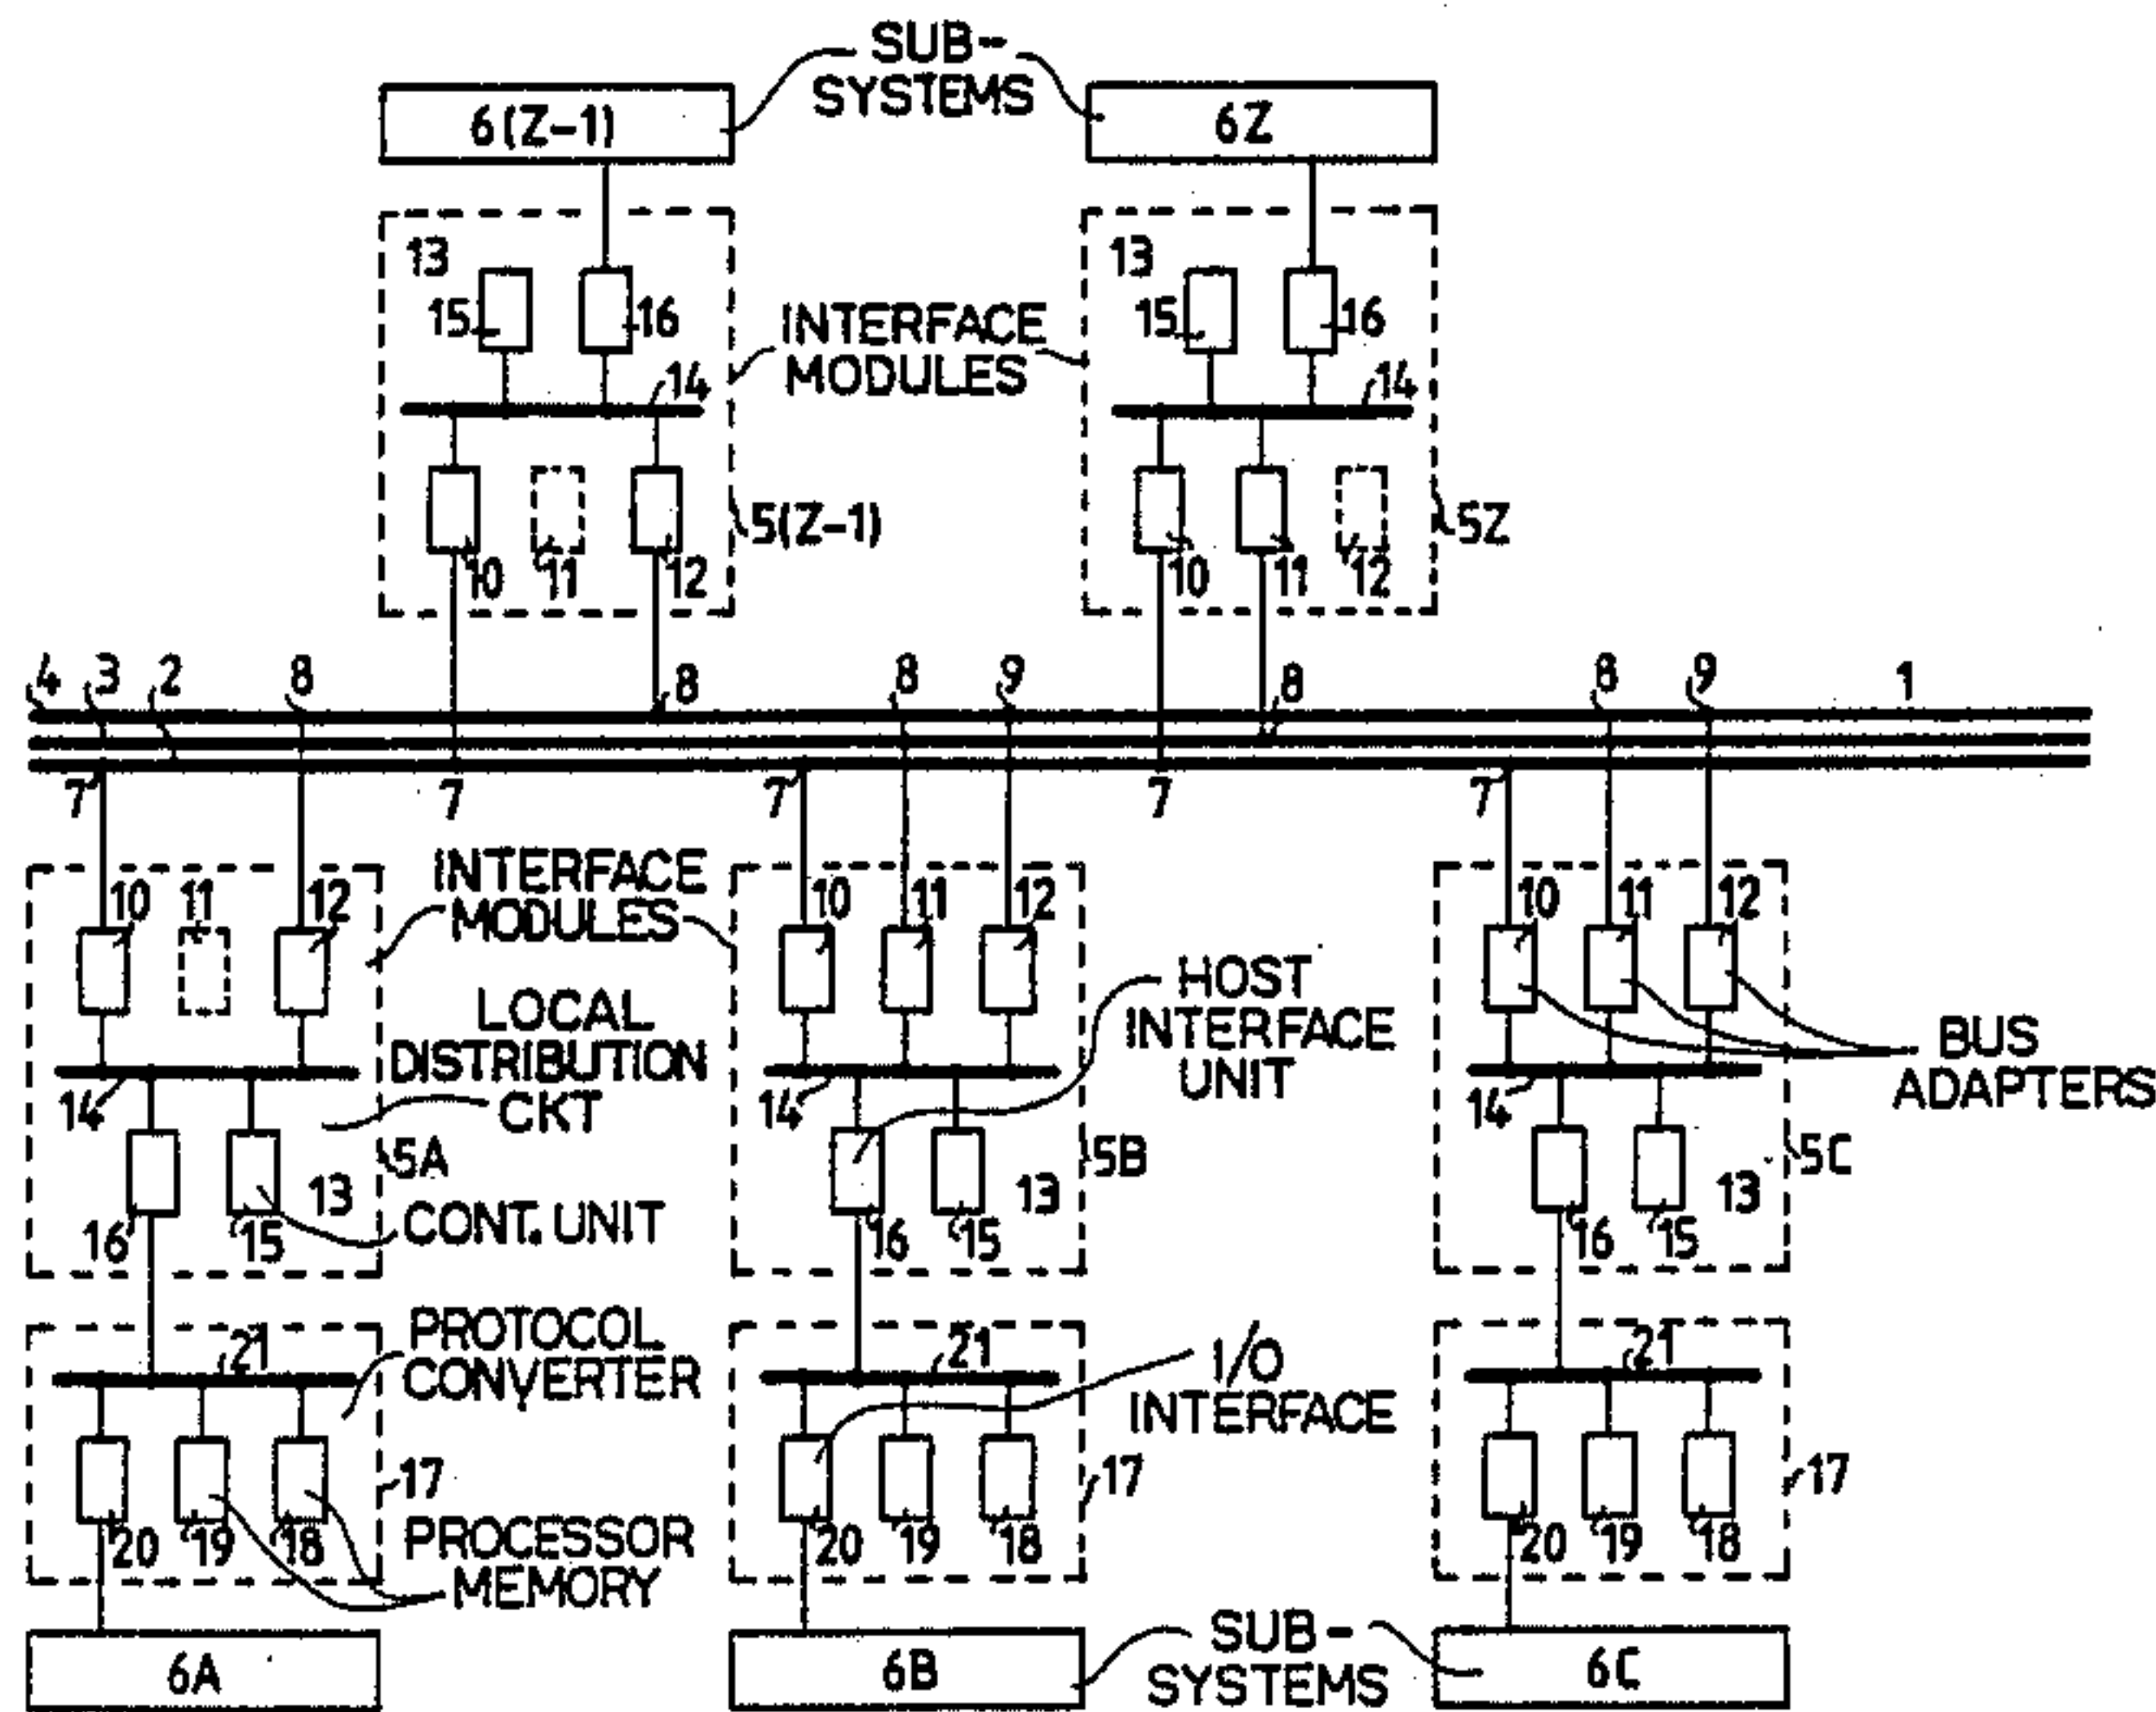 SUB-
SYSTEMS
6(Z-1)
6Z
13
15
16
14
INTERFACE
MODULES
13
15
16
14
10
11
12
5(Z-1)
10
11
12
5Z
4
3
2
8
8
8
9
8
8
9
1
7
7
7
7
7
INTERFACE
MODULES
10
11
12
10
11
12
10
11
12
LOCAL
DISTRIBUTION
CKT
HOST
INTERFACE
UNIT
BUS
ADAPTERS
14
14
14
5A
5B
5C
16
15
13
CONT. UNIT
16
15
13
16
15
13
21
PROTOCOL
CONVERTER
21
I/O
INTERFACE
21
20
19
18
17
PROCESSOR
MEMORY
20
19
18
17
20
19
18
17
6A
6B
SUB-
SYSTEMS
6C